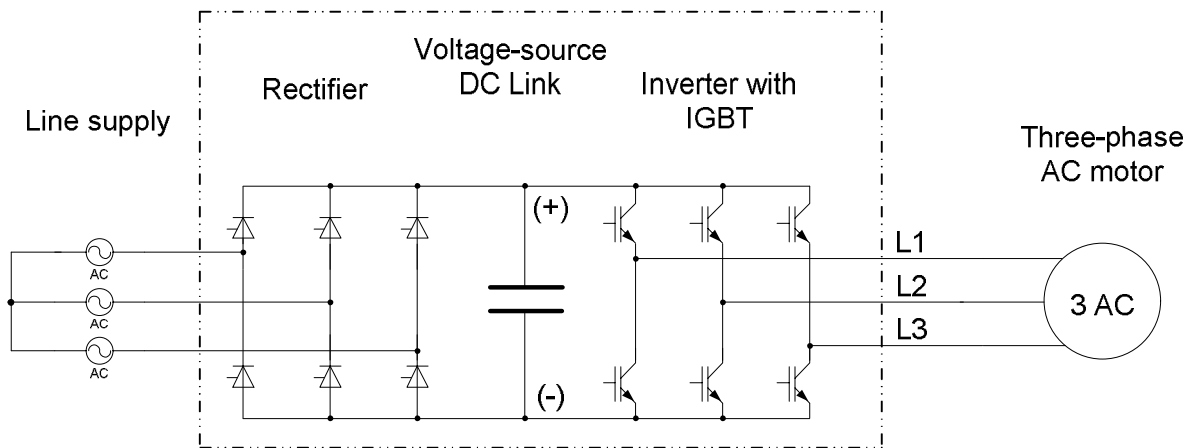 Line supply
Rectifier
Voltage-source
DC Link
Inverter with
IGBT
Three-phase
AC motor
AC
AC
AC
(+)
(-)
L1
L2
L3
3 AC